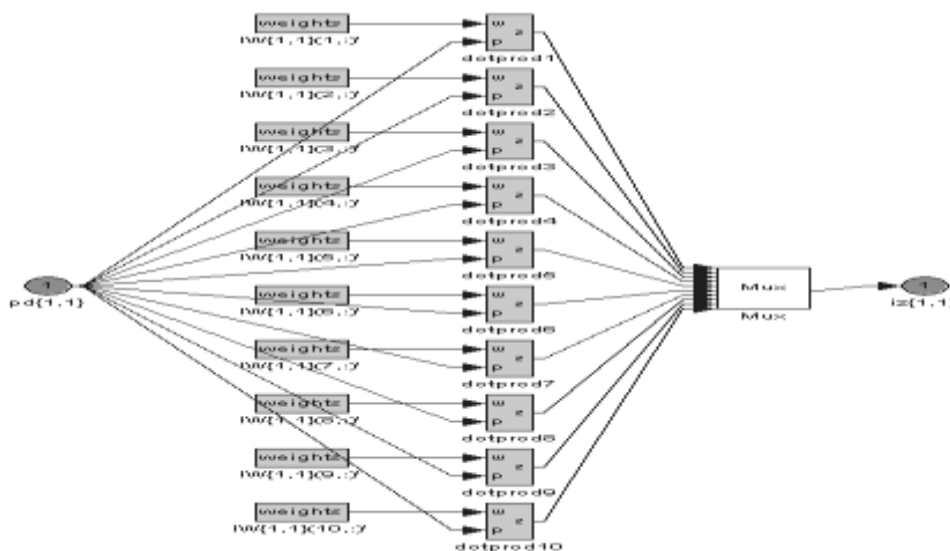 weights
w
z
p
IW{1,1}(1,:)'
dotprod1
weights
w
z
p
IW{1,1}(2,:)'
dotprod2
weights
w
z
p
IW{1,1}(3,:)'
dotprod3
weights
w
z
p
IW{1,1}(4,:)'
dotprod4
weights
w
z
p
IW{1,1}(5,:)'
dotprod5
1
pd{1,1}
Mux
Mux
1
iz{1,1}
weights
w
z
p
IW{1,1}(6,:)'
dotprod6
weights
w
z
p
IW{1,1}(7,:)'
dotprod7
weights
w
z
p
IW{1,1}(8,:)'
dotprod8
weights
w
z
p
IW{1,1}(9,:)'
dotprod9
weights
w
z
p
IW{1,1}(10,:)'
dotprod10